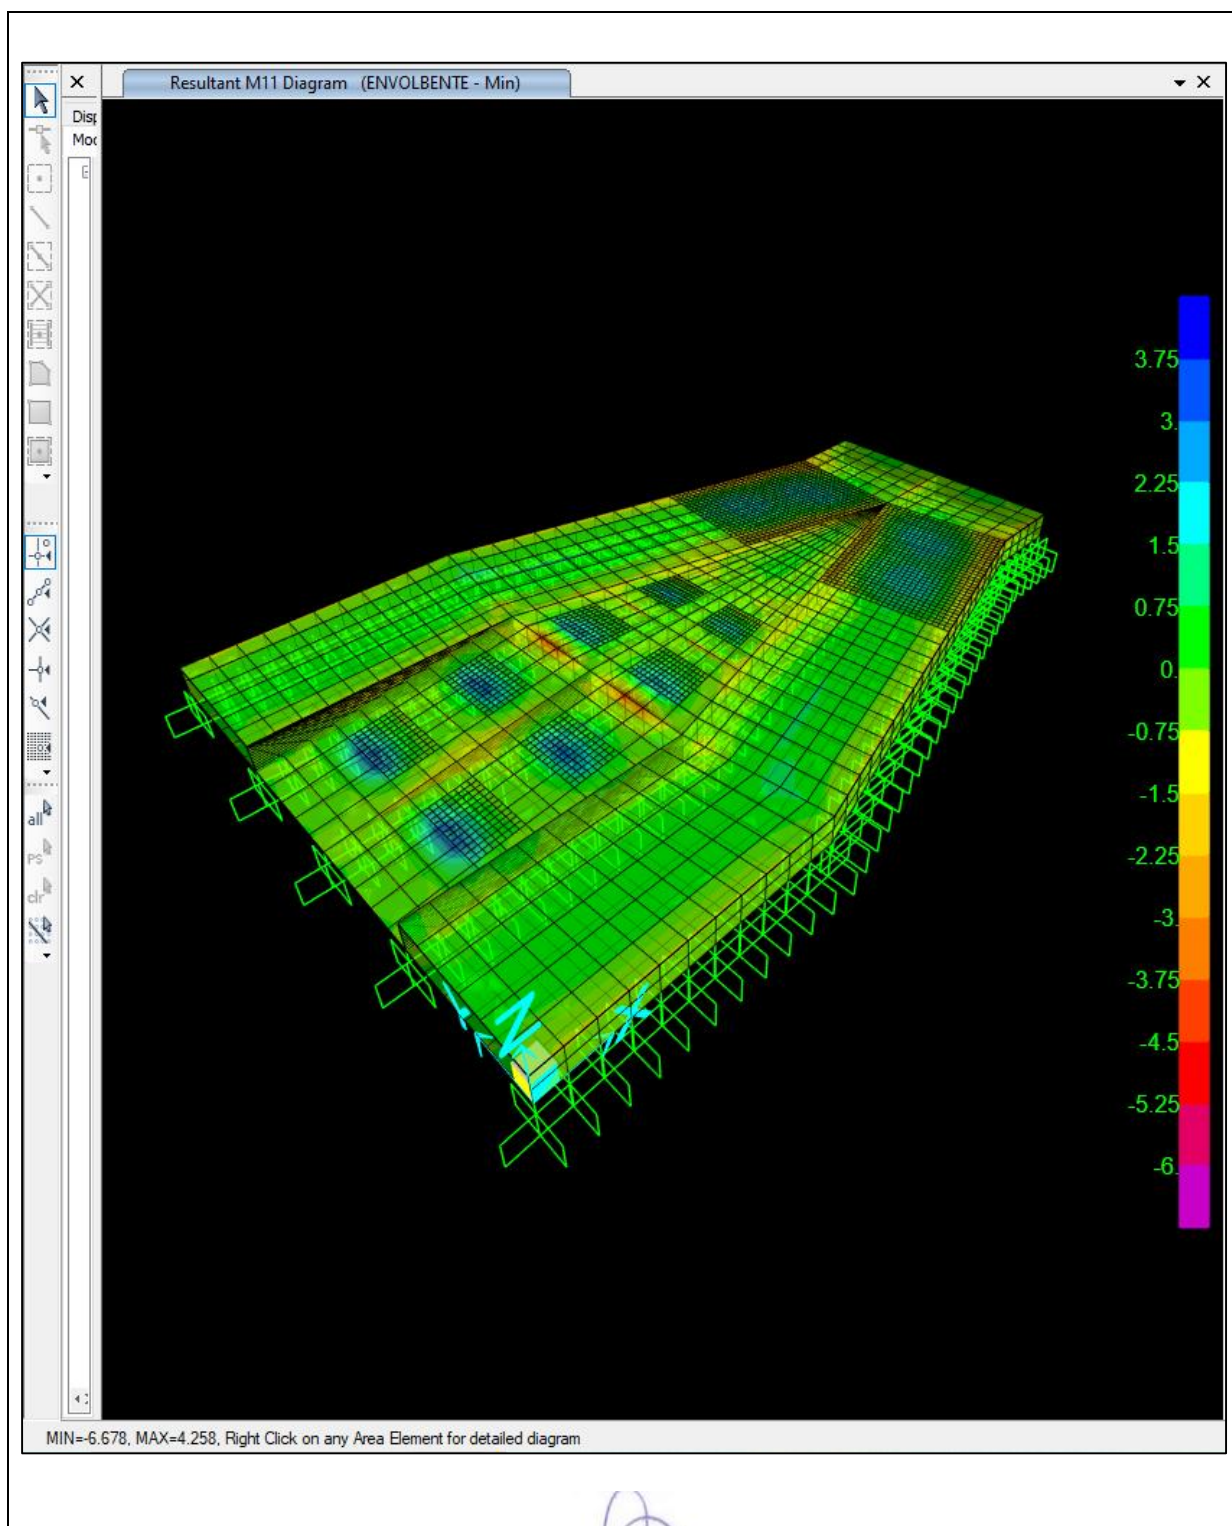 Resultant M11 Diagram (ENVOLBENTE - Min)
Disp
Mod
3.75
3.
2.25
1.5
0.75
0.
-0.75
-1.5
-2.25
-3.
-3.75
-4.5
-5.25
-6.
all
PS
clr
Z
X
MIN=-6.678, MAX=4.258, Right Click on any Area Element for detailed diagram